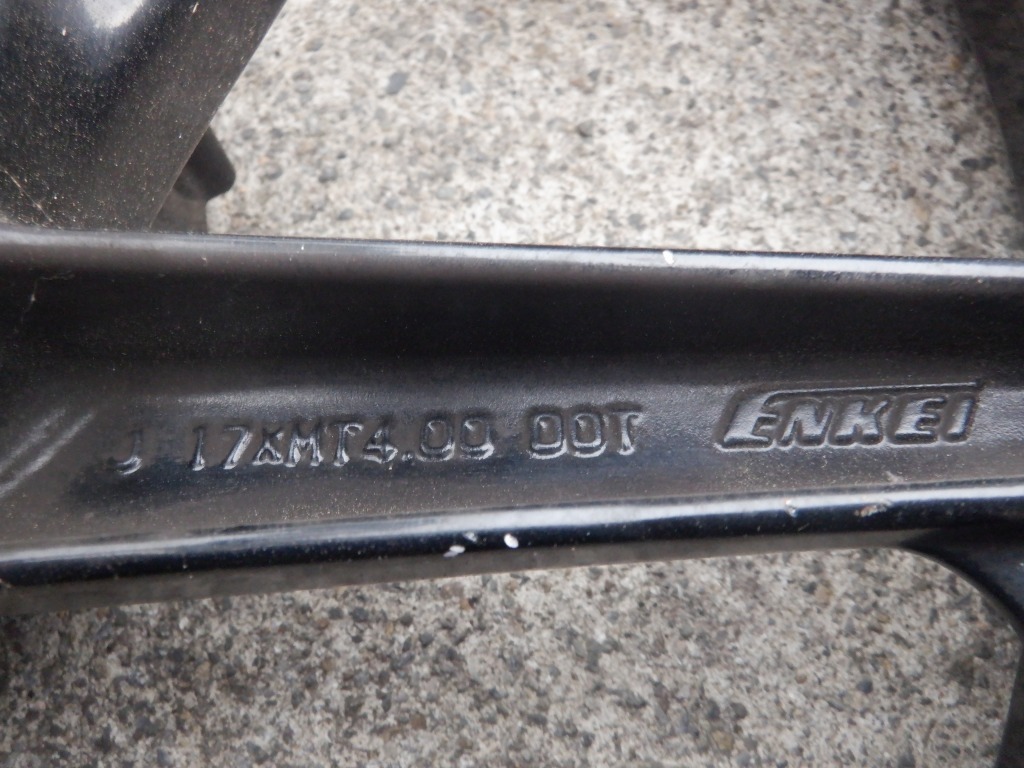 J 17XMT4.00 DOT ENKEI